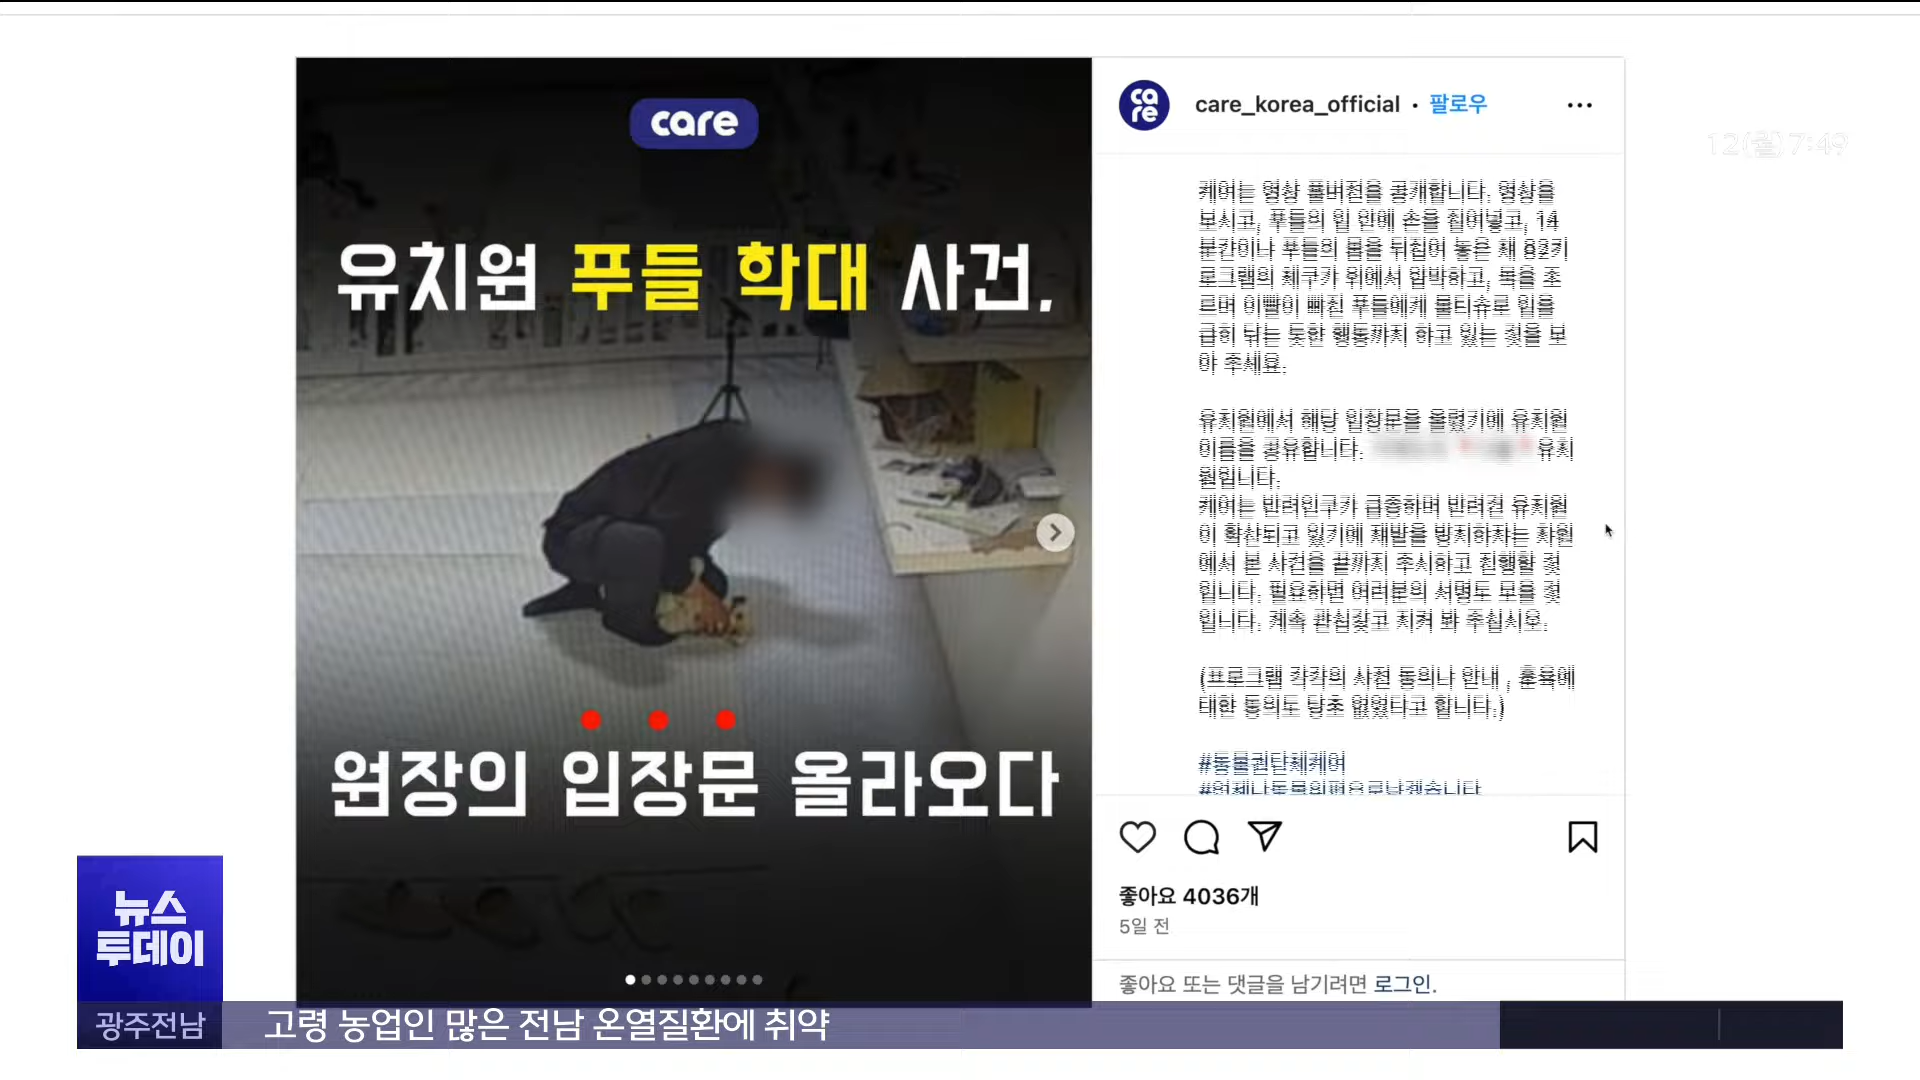 care
유치원 푸들 학대 사건.
원장의 입장문 올라오다
care
care_korea_official • 팔로우
12(월) 7:49
케어는 영상 풀버전을 공개합니다. 영상을
보시고, 푸들의 입 안에 손을 집어넣고, 14
분간이나 푸들의 몸을 뒤집어 놓은 채 82키
로그램의 체구가 위에서 압박하고, 목을 조
르며 이빨이 빠진 푸들에게 물티슈로 입을
급히 닦는 듯한 행동까지 하고 있는 것을 보
아 주세요.
유치원에서 해당 입장문을 올렸기에 유치원
이름을 공유합니다. 유치
원입니다.
케어는 반려인구가 급증하며 반려견 유치원
이 확산되고 있기에 재발을 방지하자는 차원
에서 본 사건을 끝까지 주시하고 진행할 것
입니다. 필요하면 여러분의 서명도 모을 것
입니다. 계속 관심갖고 지켜 봐 주십시오.
(프로그램 각각의 사전 동의나 안내 , 훈육에
대한 동의도 당초 없었다고 합니다.)
#동물권단체케어
좋아요 4036개
5일 전
좋아요 또는 댓글을 남기려면 로그인.
뉴스
투데이
광주전남 고령 농업인 많은 전남 온열질환에 취약